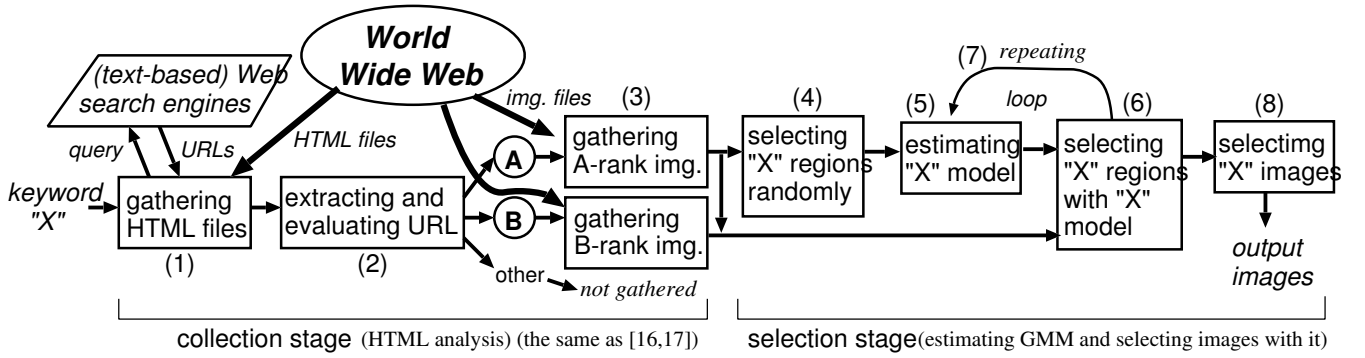 World
Wide Web
(text-based) Web
search engines
query
URLs
HTML files
img. files
keyword
"X"
gathering
HTML files
(1)
extracting and
evaluating URL
(2)
A
B
other
not gathered
(3)
gathering
A-rank img.
gathering
B-rank img.
(4)
selecting
"X" regions
randomly
(5)
estimating
"X" model
(7)
repeating
loop
(6)
selecting
"X" regions
with "X"
model
(8)
selectimg
"X" images
output
images
collection stage (HTML analysis) (the same as [16,17])
selection stage(estimating GMM and selecting images with it)